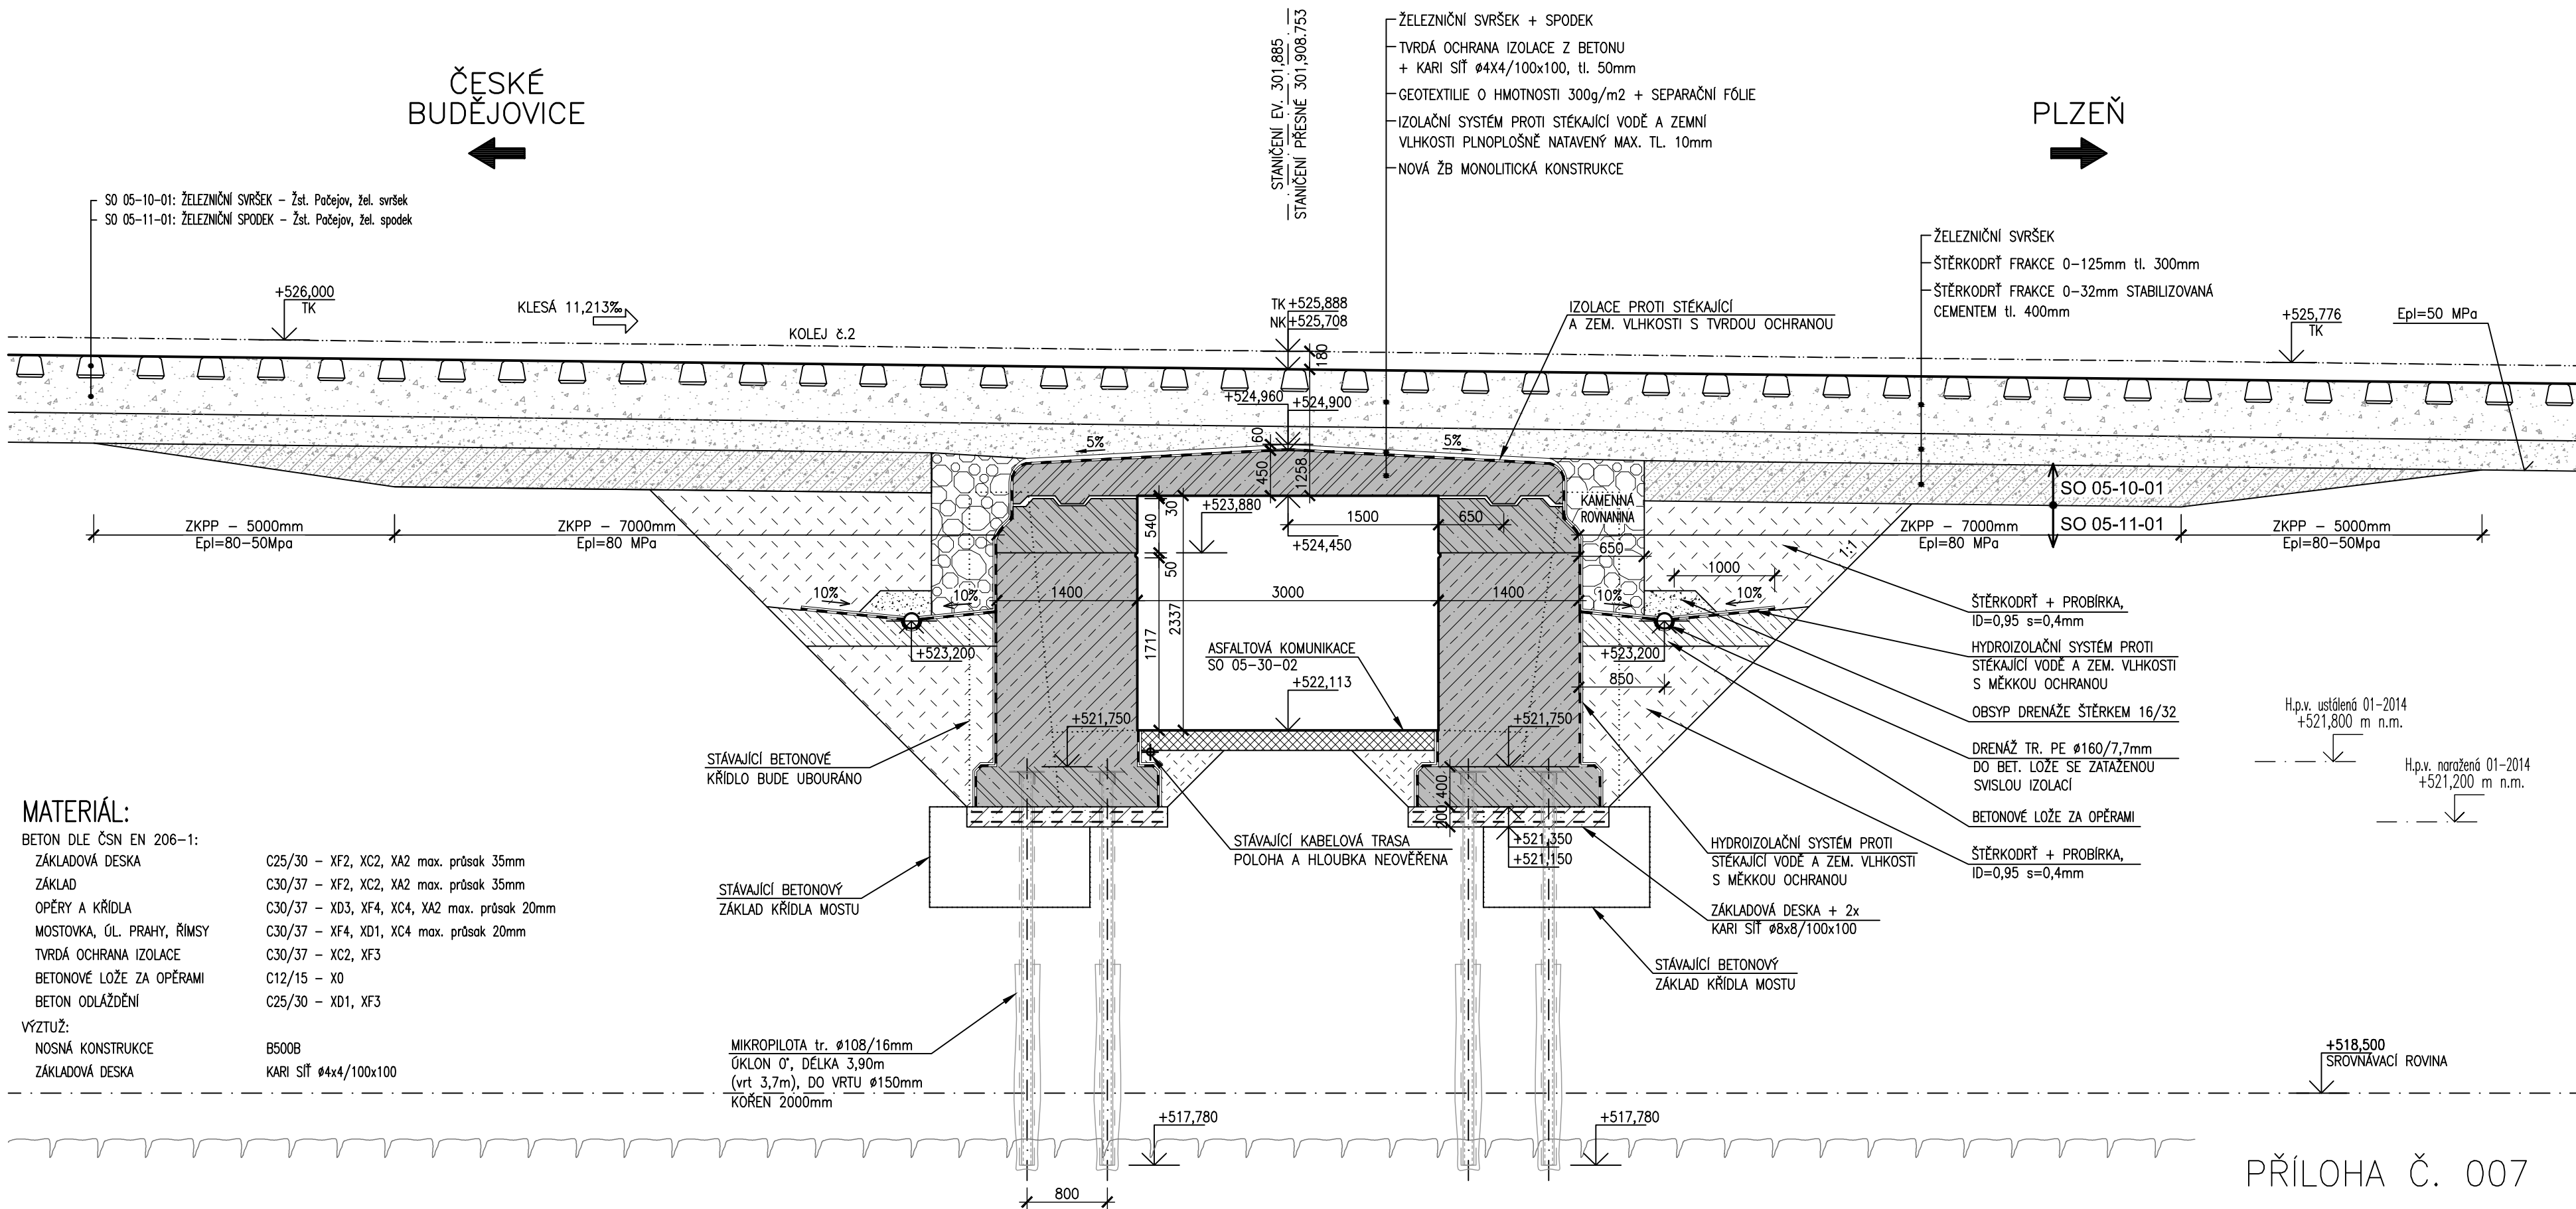 ČESKÉ
BUDĚJOVICE
PLZEŇ
STANIČENÍ EV. 301,885
STANIČENÍ PŘESNÉ 301,908.753
ŽELEZNIČNÍ SVRŠEK + SPODEK
TVRDÁ OCHRANA IZOLACE Z BETONU
+ KARI SÍŤ ø4X4/100x100, tl. 50mm
GEOTEXTILIE O HMOTNOSTI 300g/m2 + SEPARAČNÍ FÓLIE
IZOLAČNÍ SYSTÉM PROTI STÉKAJÍCÍ VODĚ A ZEMNÍ
VLHKOSTI PLNOPLOŠNĚ NATAVENÝ MAX. TL. 10mm
NOVÁ ŽB MONOLITICKÁ KONSTRUKCE
SO 05-10-01: ŽELEZNIČNÍ SVRŠEK – Žst. Pačejov, žel. svršek
SO 05-11-01: ŽELEZNIČNÍ SPODEK – Žst. Pačejov, žel. spodek
ŽELEZNIČNÍ SVRŠEK
ŠTĚRKODRŤ FRAKCE 0-125mm tl. 300mm
ŠTĚRKODRŤ FRAKCE 0-32mm STABILIZOVANÁ
CEMENTEM tl. 400mm
+526,000
TK
KLESÁ 11,213‰
KOLEJ č.2
TK +525,888
NK +525,708
180
IZOLACE PROTI STÉKAJÍCÍ
A ZEM. VLHKOSTI S TVRDOU OCHRANOU
+525,776
TK
Epl=50 MPa
+524,960
+524,900
60
5%
5%
450
1258
KAMENNÁ
ROVNANINA
SO 05-10-01
SO 05-11-01
ZKPP – 5000mm
Epl=80-50Mpa
ZKPP – 7000mm
Epl=80 MPa
540
30
+523,880
1500
650
+524,450
650
ZKPP – 7000mm
Epl=80 MPa
ZKPP – 5000mm
Epl=80-50Mpa
1:1
50
1000
10%
10%
1400
3000
1400
10%
10%
1717
2337
+523,200
+523,200
850
ASFALTOVÁ KOMUNIKACE
SO 05-30-02
+522,113
+521,750
+521,750
ŠTĚRKODRŤ + PROBÍRKA,
ID=0,95 s=0,4mm
HYDROIZOLAČNÍ SYSTÉM PROTI
STÉKAJÍCÍ VODĚ A ZEM. VLHKOSTI
S MĚKKOU OCHRANOU
OBSYP DRENÁŽE ŠTĚRKEM 16/32
DRENÁŽ TR. PE ø160/7,7mm
DO BET. LOŽE SE ZATAŽENOU
SVISLOU IZOLACÍ
BETONOVÉ LOŽE ZA OPĚRAMI
ŠTĚRKODRŤ + PROBÍRKA,
ID=0,95 s=0,4mm
H.p.v. ustálená 01-2014
+521,800 m n.m.
H.p.v. naražená 01-2014
+521,200 m n.m.
STÁVAJÍCÍ BETONOVÉ
KŘÍDLO BUDE UBOURÁNO
400
200
+521,350
+521,150
STÁVAJÍCÍ KABELOVÁ TRASA
POLOHA A HLOUBKA NEOVĚŘENA
HYDROIZOLAČNÍ SYSTÉM PROTI
STÉKAJÍCÍ VODĚ A ZEM. VLHKOSTI
S MĚKKOU OCHRANOU
STÁVAJÍCÍ BETONOVÝ
ZÁKLAD KŘÍDLA MOSTU
ZÁKLADOVÁ DESKA + 2x
KARI SÍŤ ø8x8/100x100
STÁVAJÍCÍ BETONOVÝ
ZÁKLAD KŘÍDLA MOSTU
MATERIÁL:
BETON DLE ČSN EN 206-1:
ZÁKLADOVÁ DESKA C25/30 – XF2, XC2, XA2 max. průsak 35mm
ZÁKLAD C30/37 – XF2, XC2, XA2 max. průsak 35mm
OPĚRY A KŘÍDLA C30/37 – XD3, XF4, XC4, XA2 max. průsak 20mm
MOSTOVKA, ÚL. PRAHY, ŘÍMSY C30/37 – XF4, XD1, XC4 max. průsak 20mm
TVRDÁ OCHRANA IZOLACE C30/37 – XC2, XF3
BETONOVÉ LOŽE ZA OPĚRAMI C12/15 – X0
BETON ODLÁŽDĚNÍ C25/30 – XD1, XF3
VÝZTUŽ:
NOSNÁ KONSTRUKCE B500B
ZÁKLADOVÁ DESKA KARI SÍŤ ø4x4/100x100
MIKROPILOTA tr. ø108/16mm
ÚKLON 0°, DÉLKA 3,90m
(vrt 3,7m), DO VRTU ø150mm
KOŘEN 2000mm
+518,500
SROVNÁVACÍ ROVINA
+517,780
+517,780
800
PŘÍLOHA Č. 007